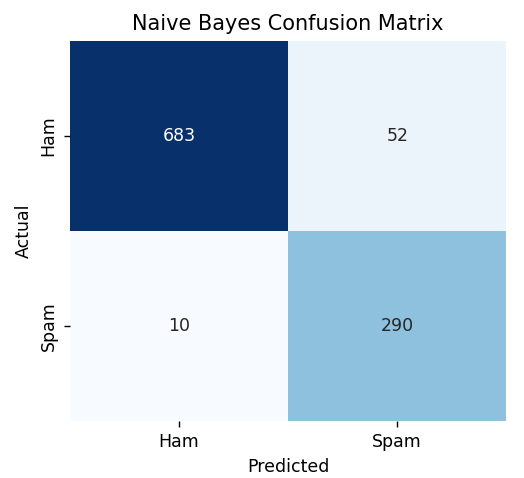 Naive Bayes Confusion Matrix
Actual
Ham
683
52
Spam
10
290
Ham
Spam
Predicted